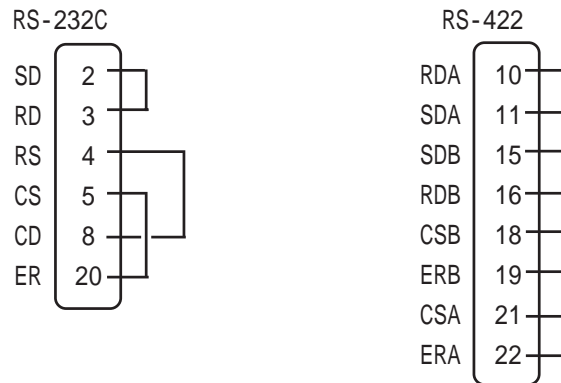 RS-232C
SD 2
RD 3
RS 4
CS 5
CD 8
ER 20
RS-422
RDA 10
SDA 11
SDB 15
RDB 16
CSB 18
ERB 19
CSA 21
ERA 22